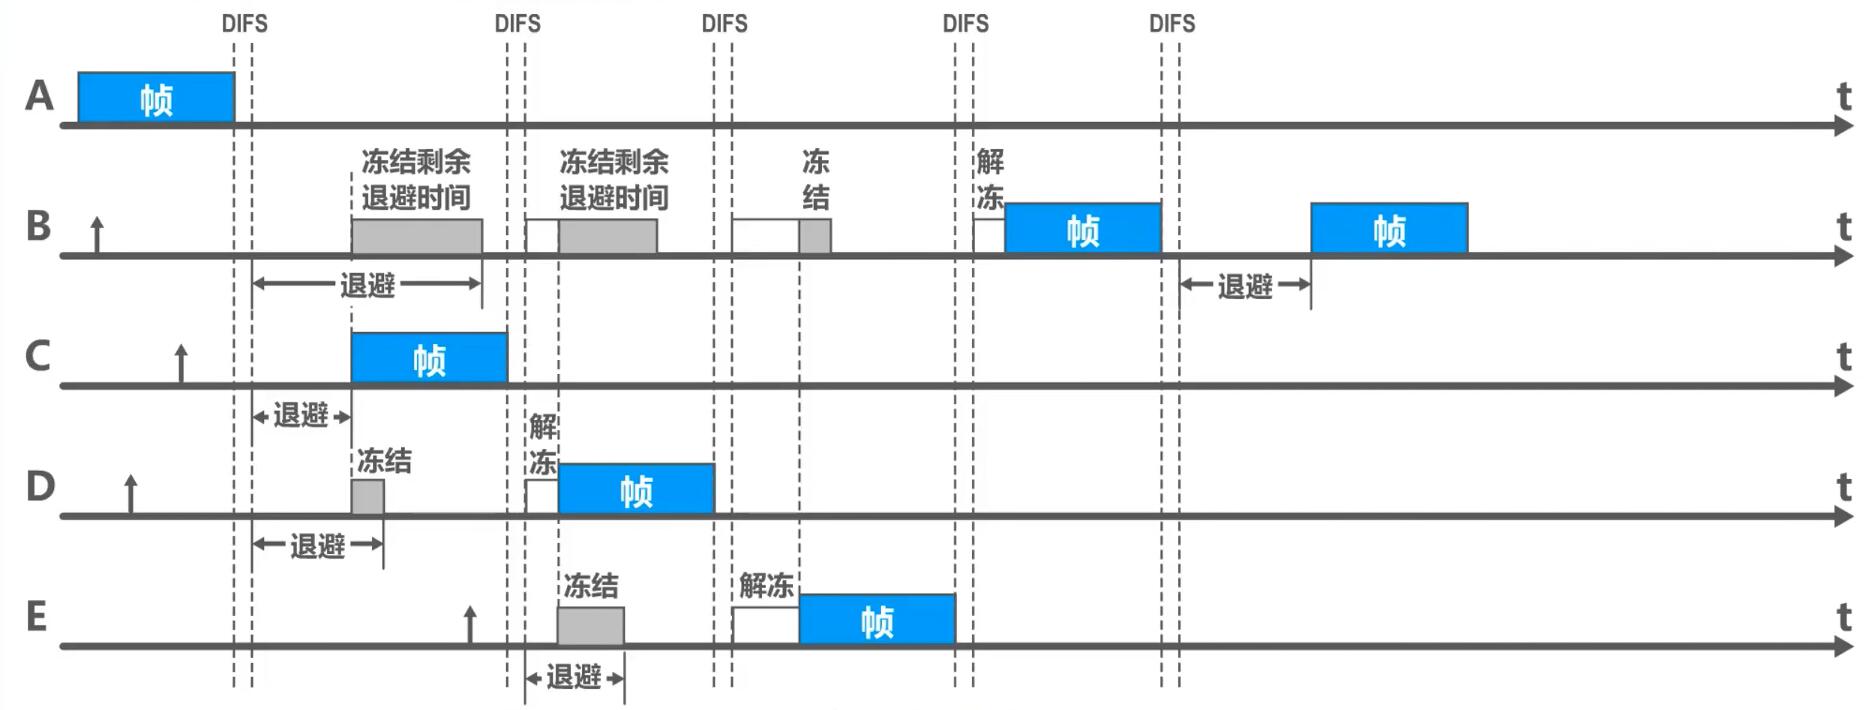 DIFS DIFS DIFS DIFS DIFS
A 帧 t
冻结剩余 冻结剩余 冻 解
退避时间 退避时间 结 冻
B 帧 帧 t
退避 退避
C 帧 t
退避 解
冻结 冻
D 帧 t
退避
冻结 解冻
E 帧 t
退避